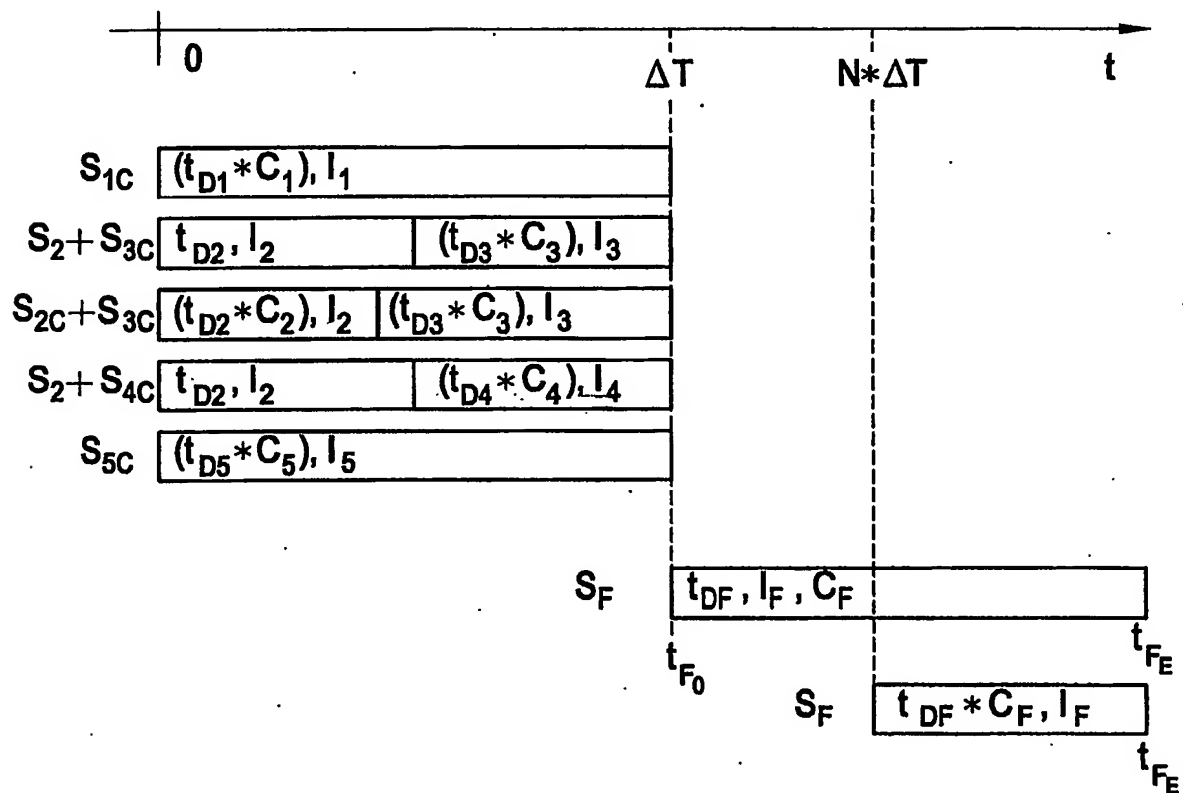 0 ΔT N*ΔT t
S1C (tD1*C1), I1
S2+S3C tD2, I2 (tD3*C3), I3
S2C+S3C (tD2*C2), I2 (tD3*C3), I3
S2+S4C tD2, I2 (tD4*C4), I4
S5C (tD5*C5), I5
SF tDF, IF, CF
tF0 tFE
SF tDF*CF, IF
tFE